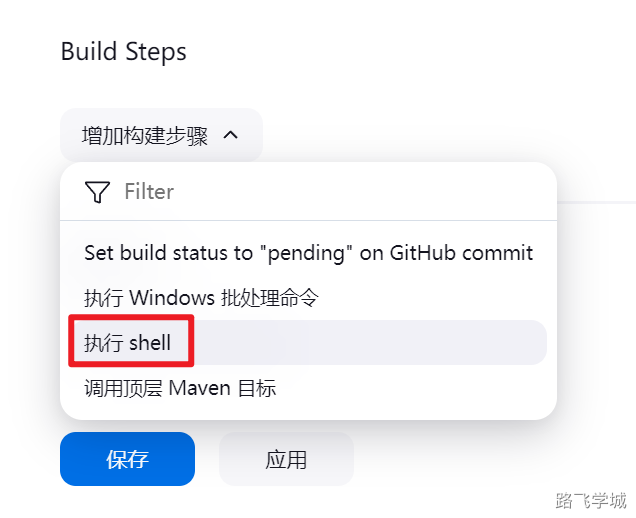 Build Steps
增加构建步骤
Filter
Set build status to "pending" on GitHub commit
执行 Windows 批处理命令
执行 shell
调用顶层 Maven 目标
保存
应用
路飞学城